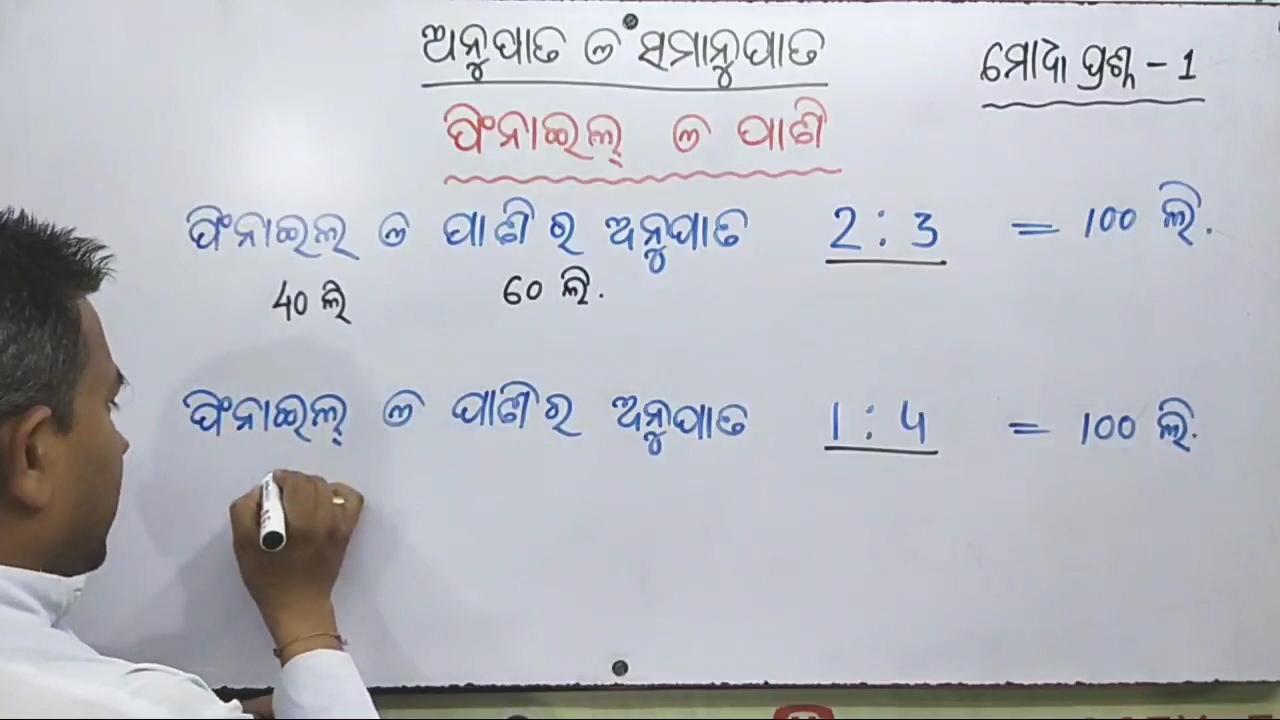 ଅନୁପାତ ଓ ସମାନୁପାତ
ମୋଦୀ ପ୍ରଶ୍ନ - 1
ଫିଂନାଇଲ୍ ଓ ପାଣି
ଫିଂନାଇଲ୍ ଓ ପାଣିର ଅନୁପାତ 2 : 3 = 100 ଲି.
40 ଲି 60 ଲି.
ଫିଂନାଇଲ୍ ଓ ପାଣିର ଅନୁପାତ 1 : 4 = 100 ଲି.